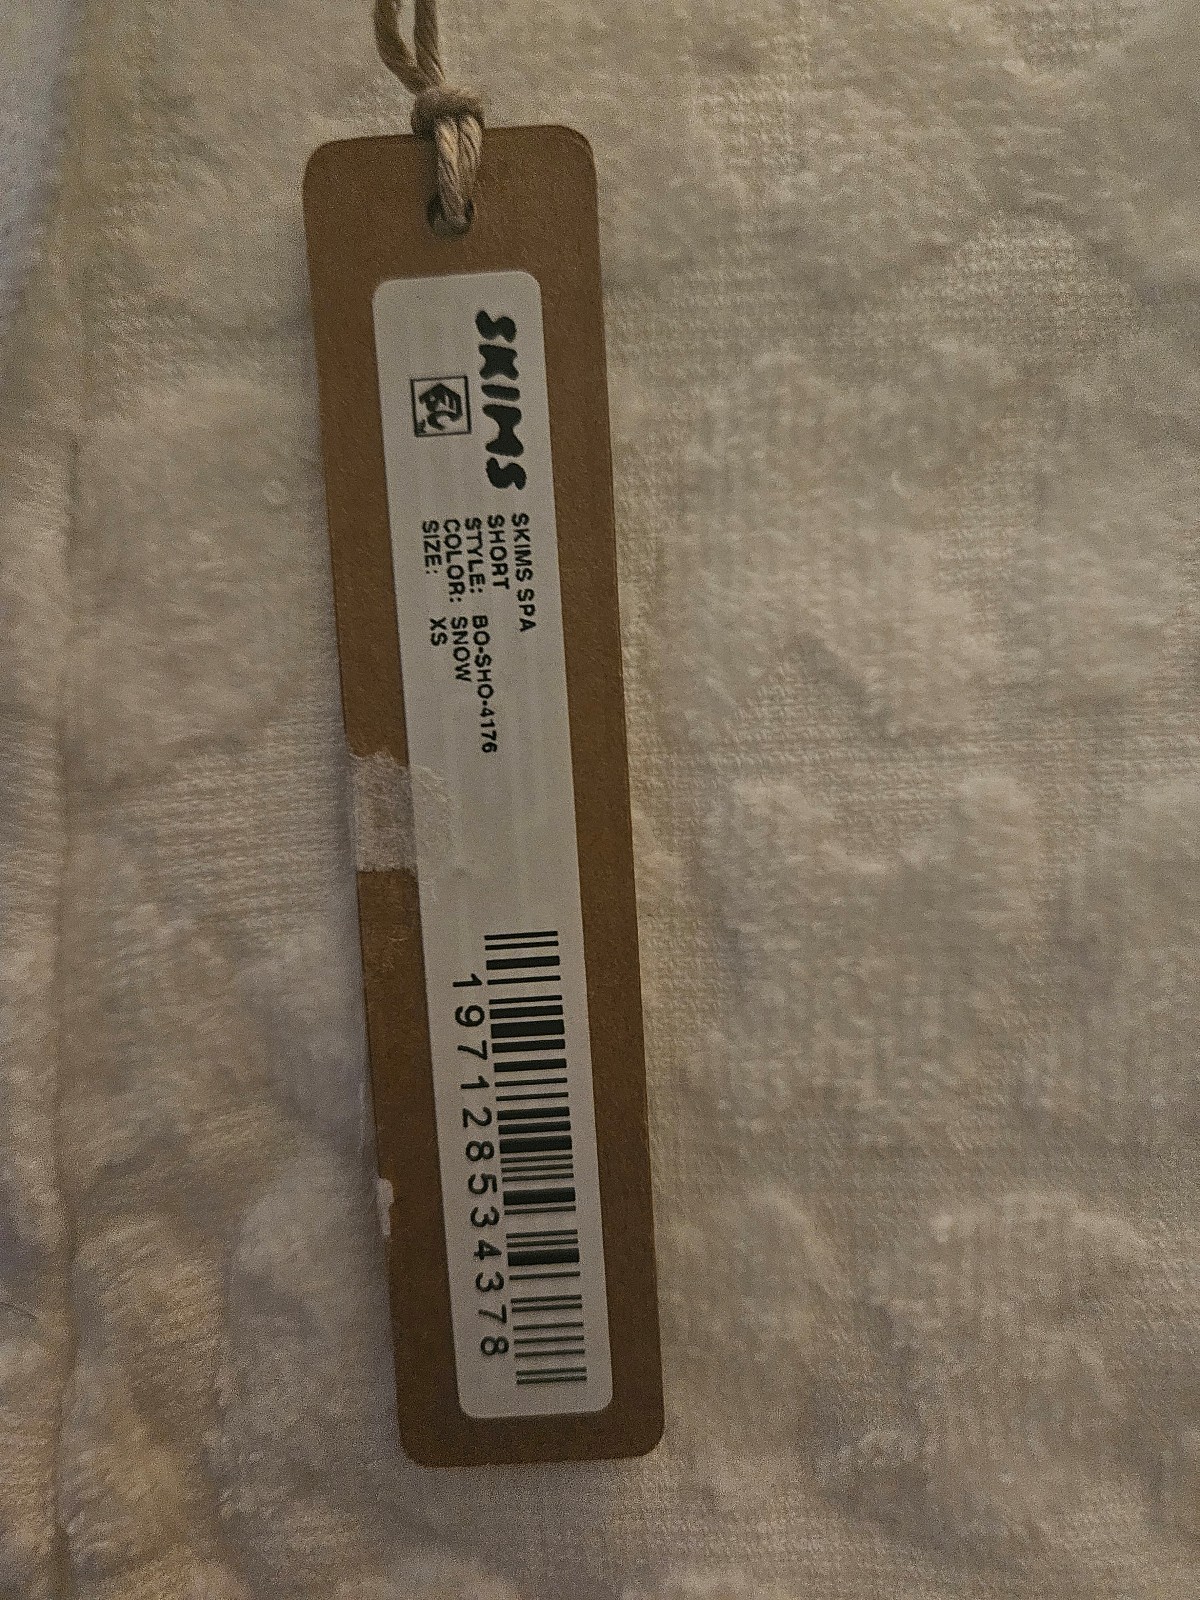 SKIMS
SKIMS SPA
SHORT
STYLE: BO-SHO-4176
COLOR: SNOW
SIZE: XS
197128534378